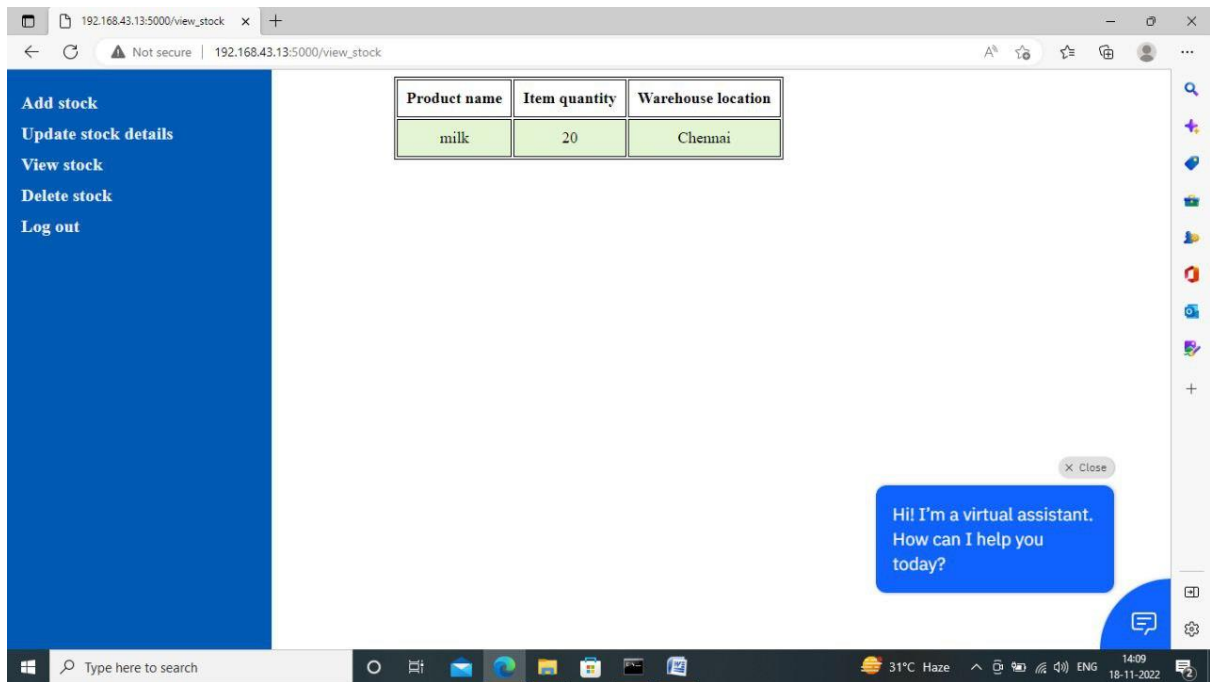 192.168.43.13:5000/view_stock
Not secure | 192.168.43.13:5000/view_stock
Add stock
Update stock details
View stock
Delete stock
Log out
Product name Item quantity Warehouse location
milk 20 Chennai
X Close
Hi! I'm a virtual assistant.
How can I help you
today?
Type here to search
31°C Haze
ENG
14:09
18-11-2022
2